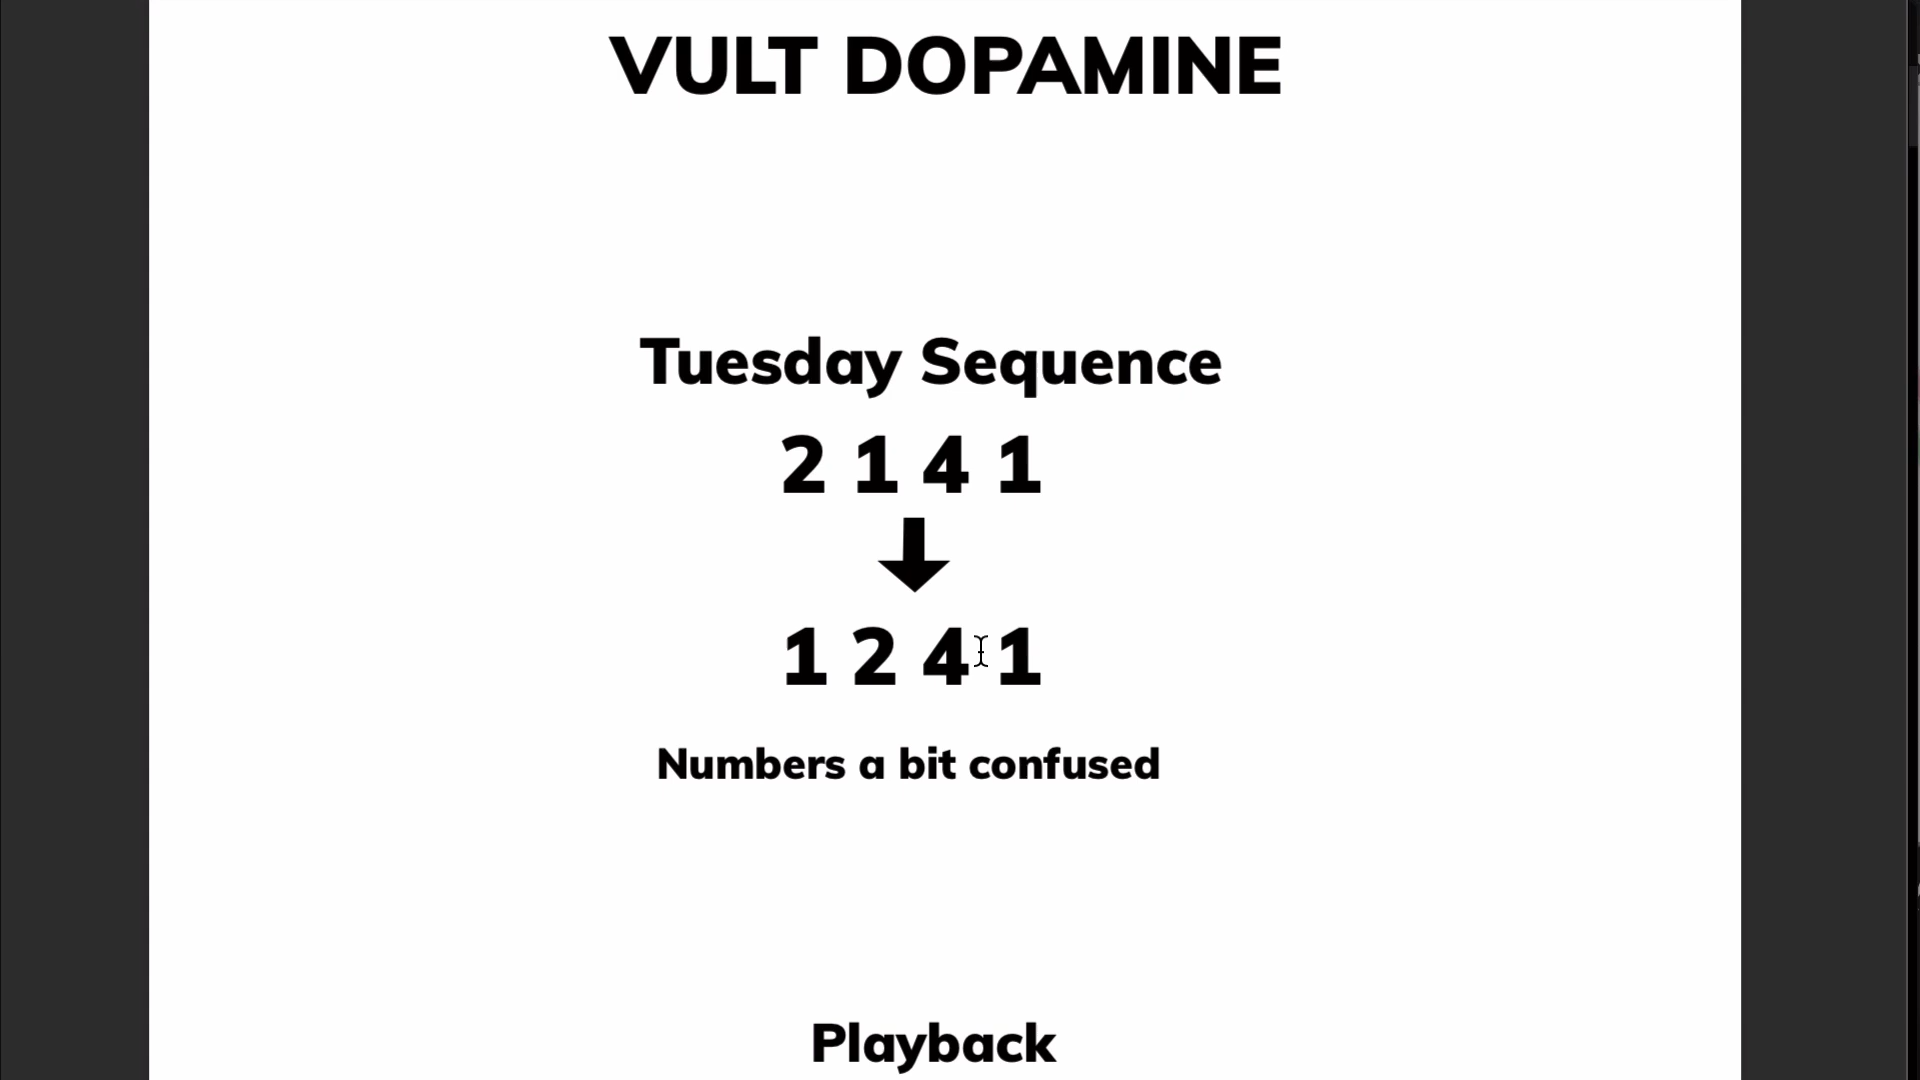 VULT DOPAMINE
Tuesday Sequence
2 1 4 1
1 2 4 1
Numbers a bit confused
Playback